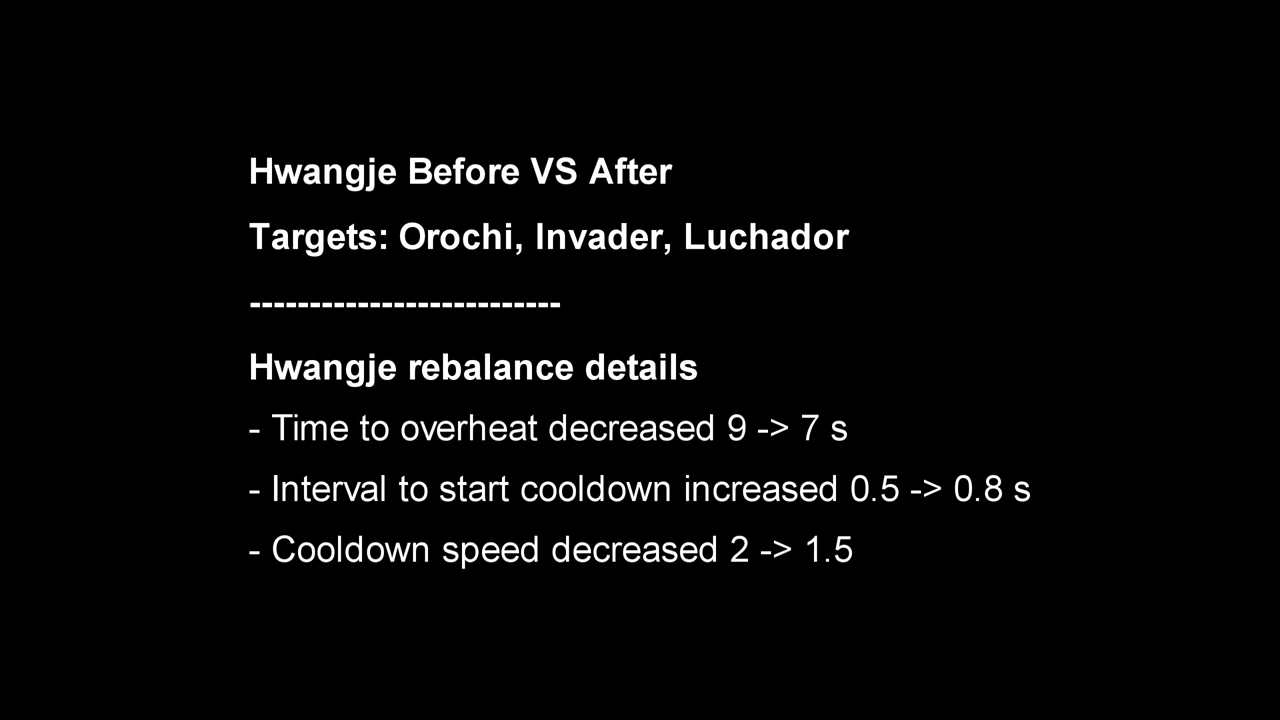 Hwangje Before VS After
Targets: Orochi, Invader, Luchador
--------------------------
Hwangje rebalance details
- Time to overheat decreased 9 -> 7 s
- Interval to start cooldown increased 0.5 -> 0.8 s
- Cooldown speed decreased 2 -> 1.5